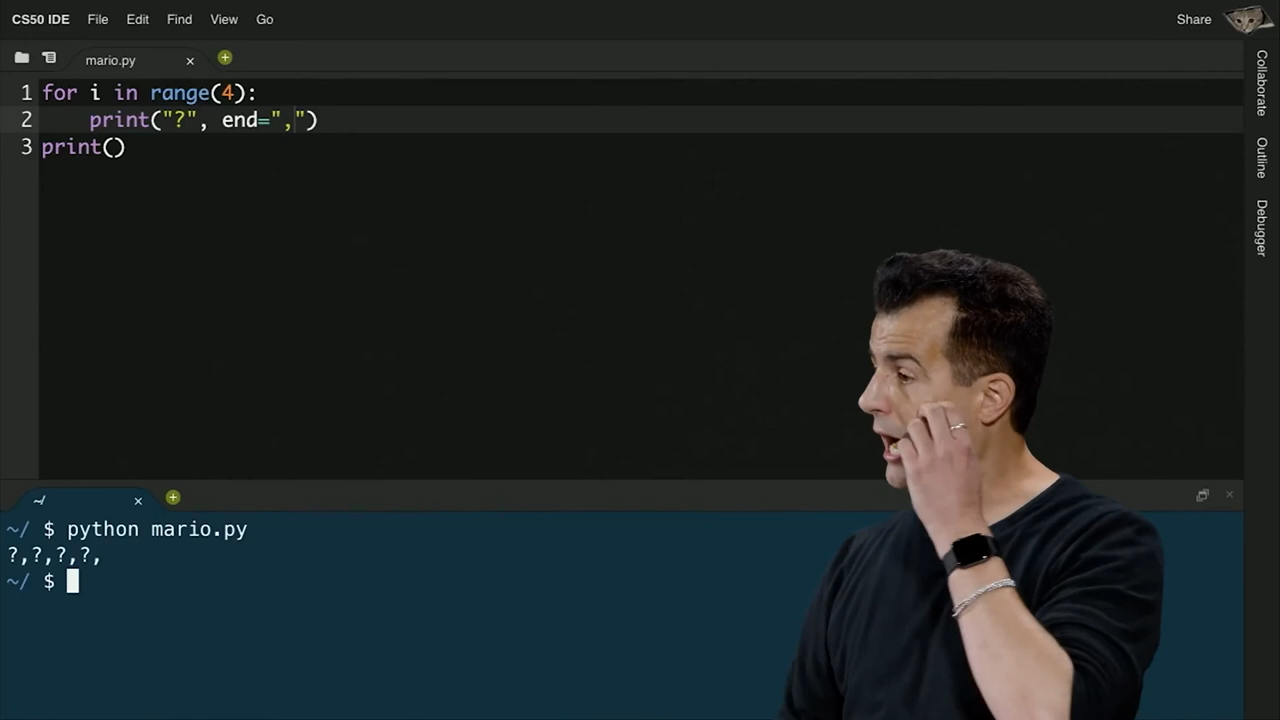 CS50 IDE File Edit Find View Go Share
mario.py
1 for i in range(4):
2     print("?", end=",")
3 print()
Collaborate
Outline
Debugger
~/ $ python mario.py
?,?,?,?,
~/ $